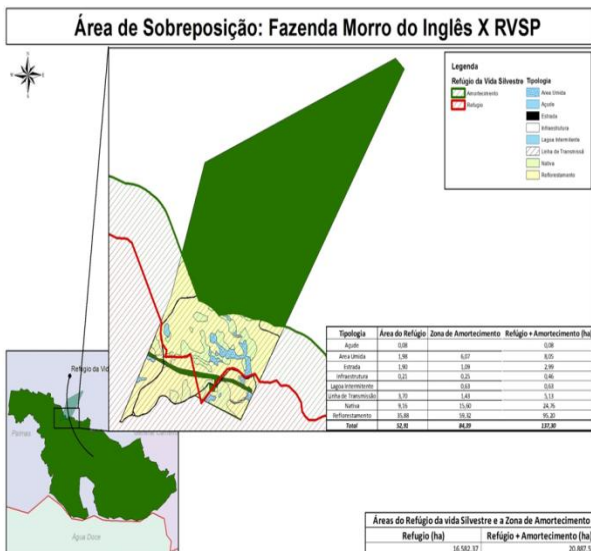 Área de Sobreposição: Fazenda Morro do Inglês X RVSP
Legenda
Refúgio da Vida Silvestre
Amortecimento
Refugio
Tipologia
Area Umida
Açude
Estrada
Infraestrutura
Lagoa Intermitente
Linha de Transmissã
Nativa
Reflorestamento
Tipologia Área do Refúgio Zona de Amortecimento Refúgio + Amortecimento (ha)
Açude 0,08 0,08
Area Umida 1,98 6,07 8,05
Estrada 1,90 1,09 2,99
Infraestrutura 0,21 0,25 0,46
Lagoa Intermitente 0,63 0,63
Linha de Transmissão 3,70 1,43 5,13
Nativa 9,16 15,60 24,76
Reflorestamento 35,88 59,32 95,20
Total 52,91 84,39 137,30
Refúgio da Vida
Palmas
Água Doce
Áreas do Refúgio da vida Silvestre e a Zona de Amortecimento
Refugio (ha) Refúgio + Amortecimento (ha)
16.582,37